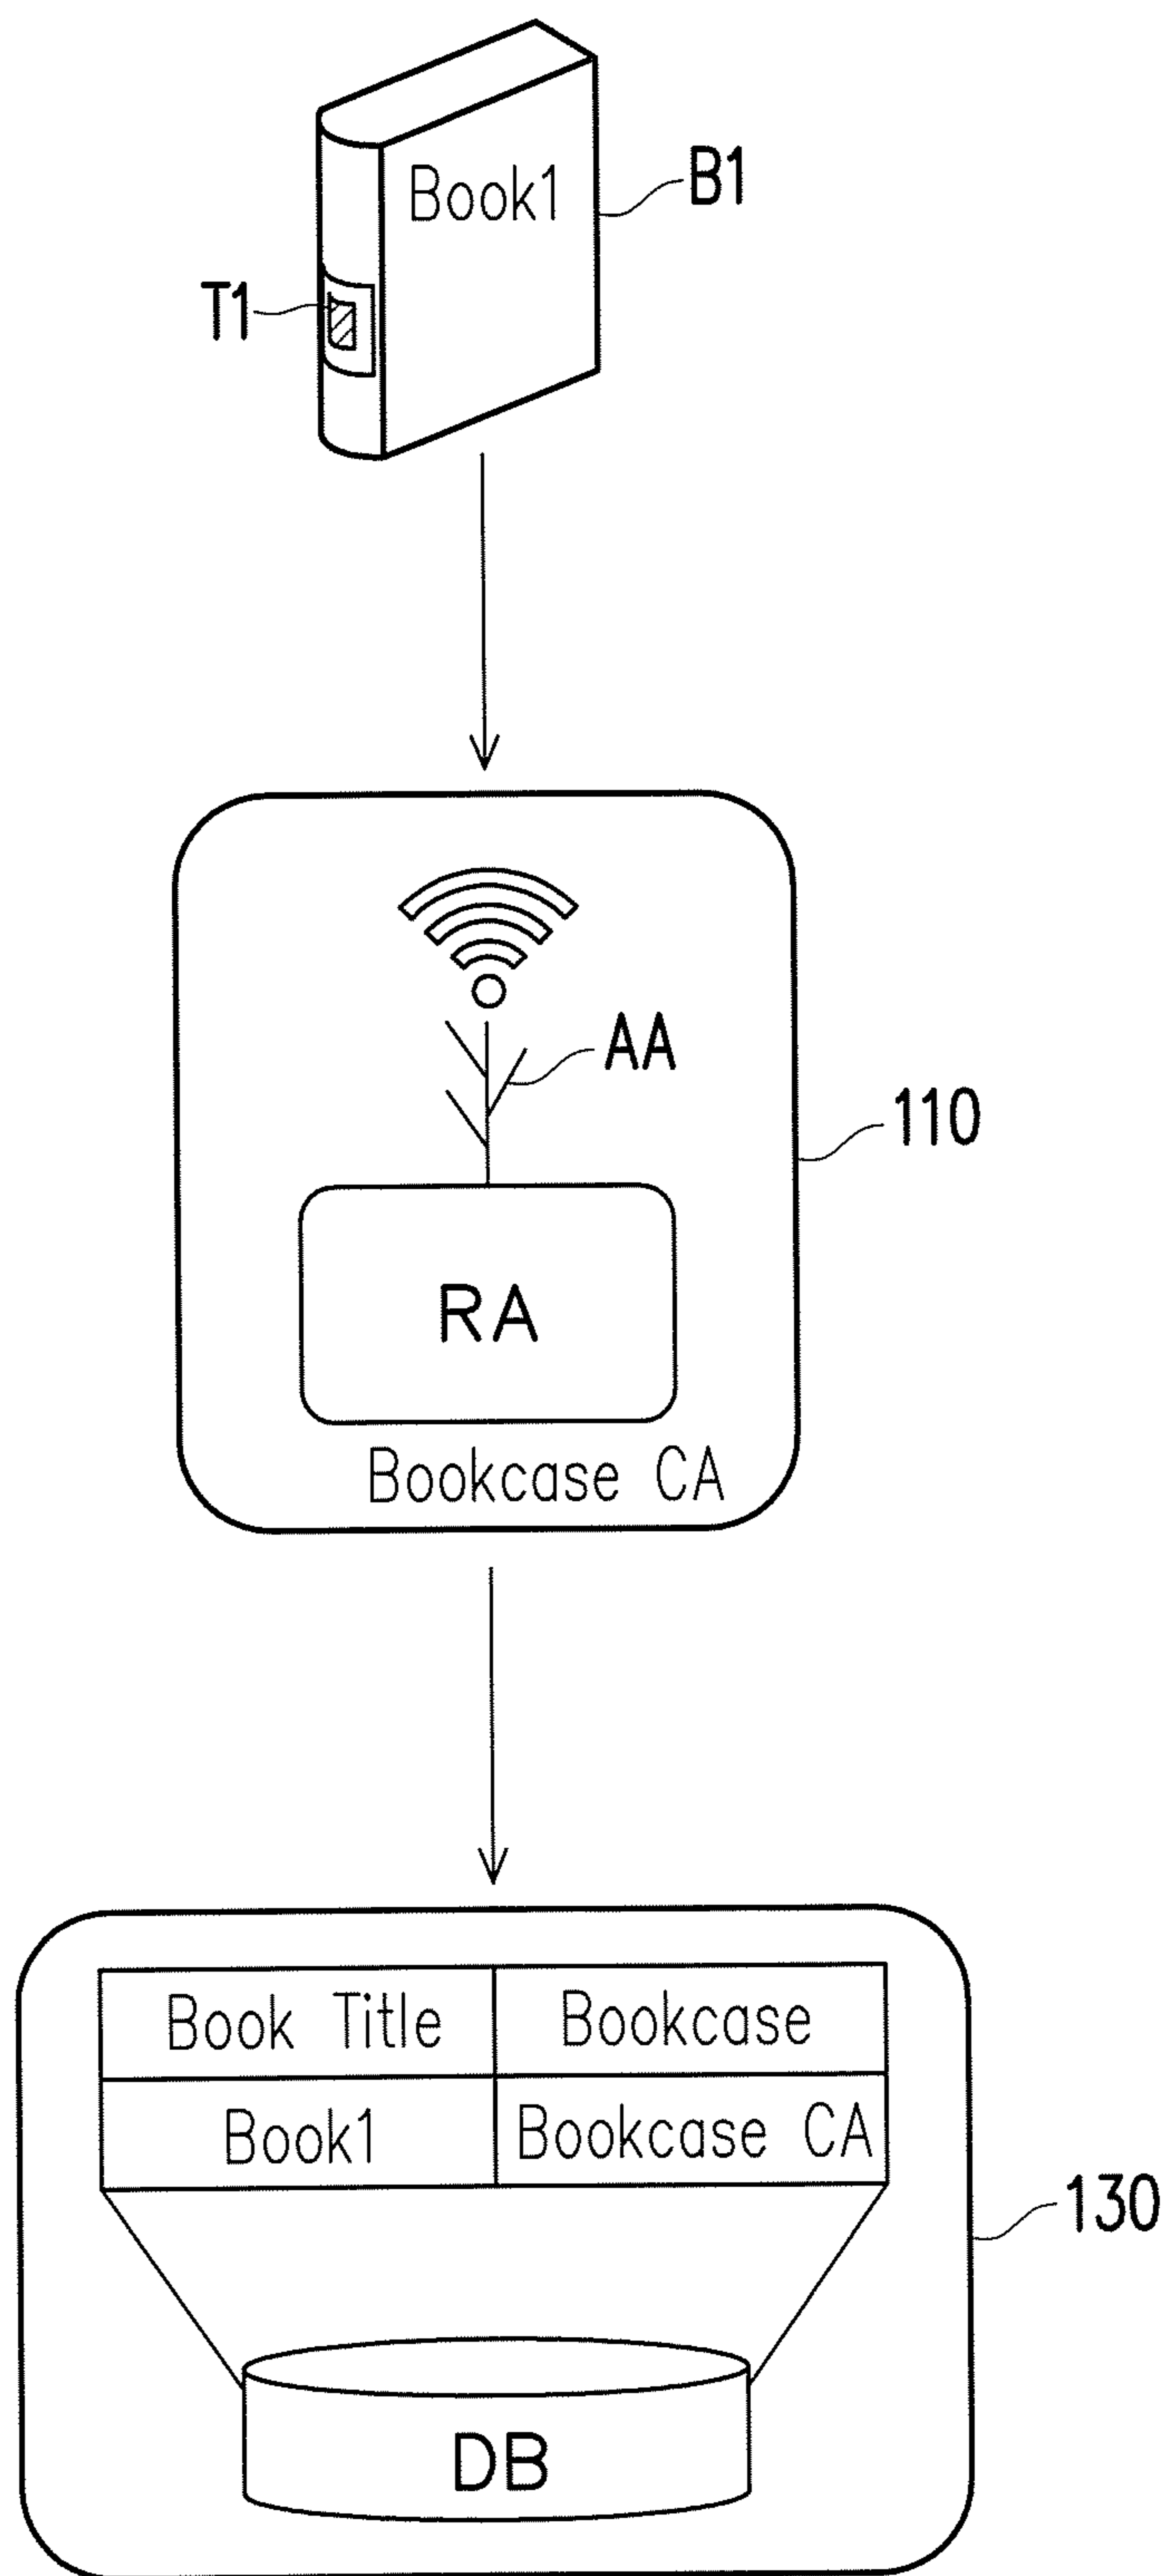 Book1
B1
T1
AA
110
RA
Bookcase CA
Book Title Bookcase
Book1 Bookcase CA
130
DB